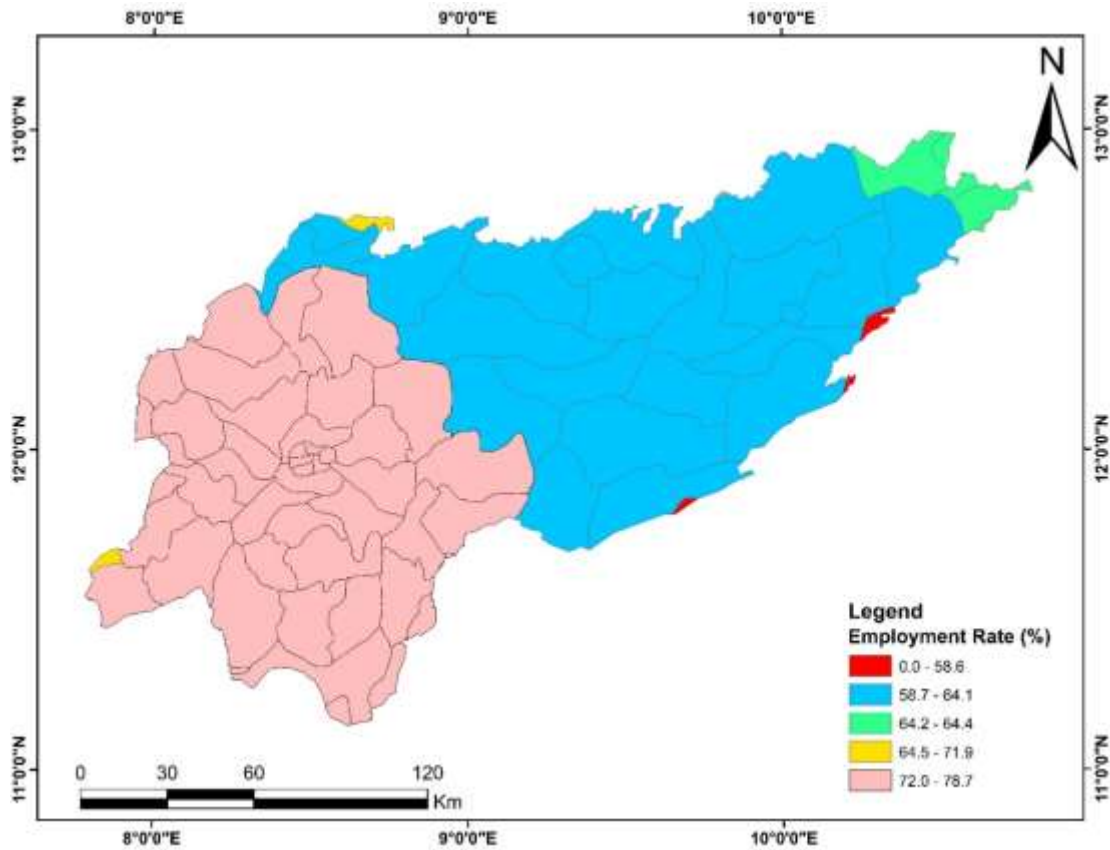 8°0'0"E 9°0'0"E 10°0'0"E
N
13°0'0"N 13°0'0"N
12°0'0"N 12°0'0"N
Legend
Employment Rate (%)
0.0 - 58.6
58.7 - 64.1
64.2 - 64.4
64.5 - 71.9
72.0 - 78.7
11°0'0"N 11°0'0"N
0 30 60 120
Km
8°0'0"E 9°0'0"E 10°0'0"E